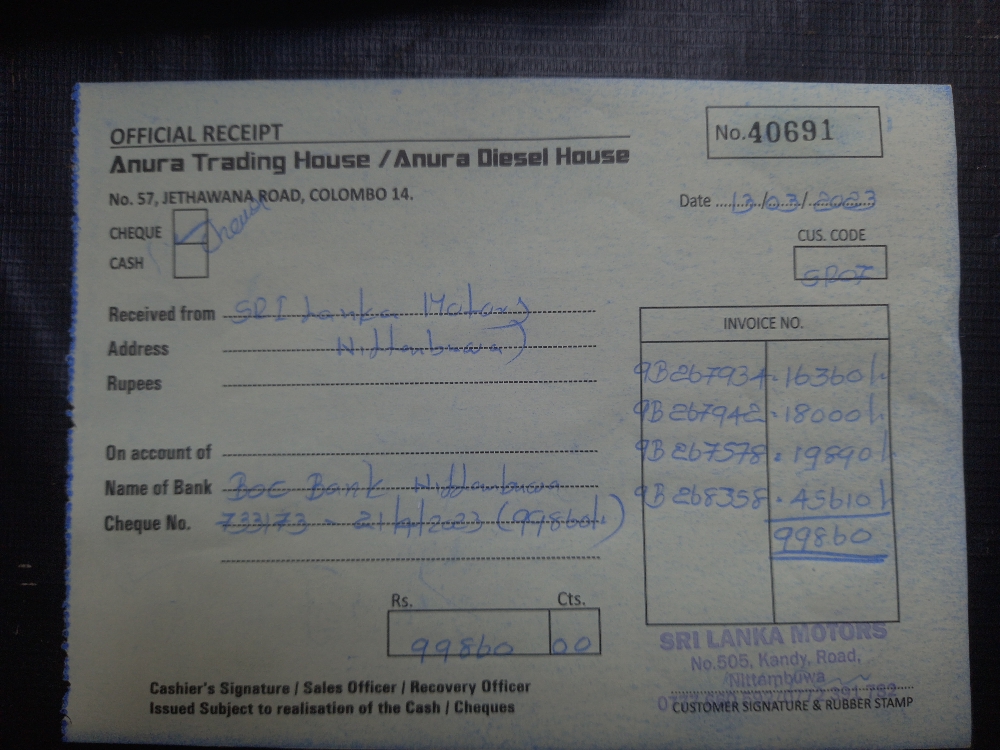 OFFICIAL RECEIPT
No. 40691
Anura Trading House / Anura Diesel House
No. 57, JETHAWANA ROAD, COLOMBO 14.
Date 13/03/2023
CHEQUE
CASH
CUS. CODE
SR07
Received from SRI Lanka Motors
Address Nittambuwa
Rupees
On account of
Name of Bank BOC Bank Nittambuwa
Cheque No. 733173 - 21/4/2023 (99860/-)
INVOICE NO.
9B267934 - 16360/-
9B267942 - 18000/-
9B267578 - 19890/-
9B268358 - 45610/-
99860
Rs. Cts.
99860 00
SRI LANKA MOTORS
No.505, Kandy, Road,
Nittambuwa
Cashier's Signature / Sales Officer / Recovery Officer
Issued Subject to realisation of the Cash / Cheques
CUSTOMER SIGNATURE & RUBBER STAMP